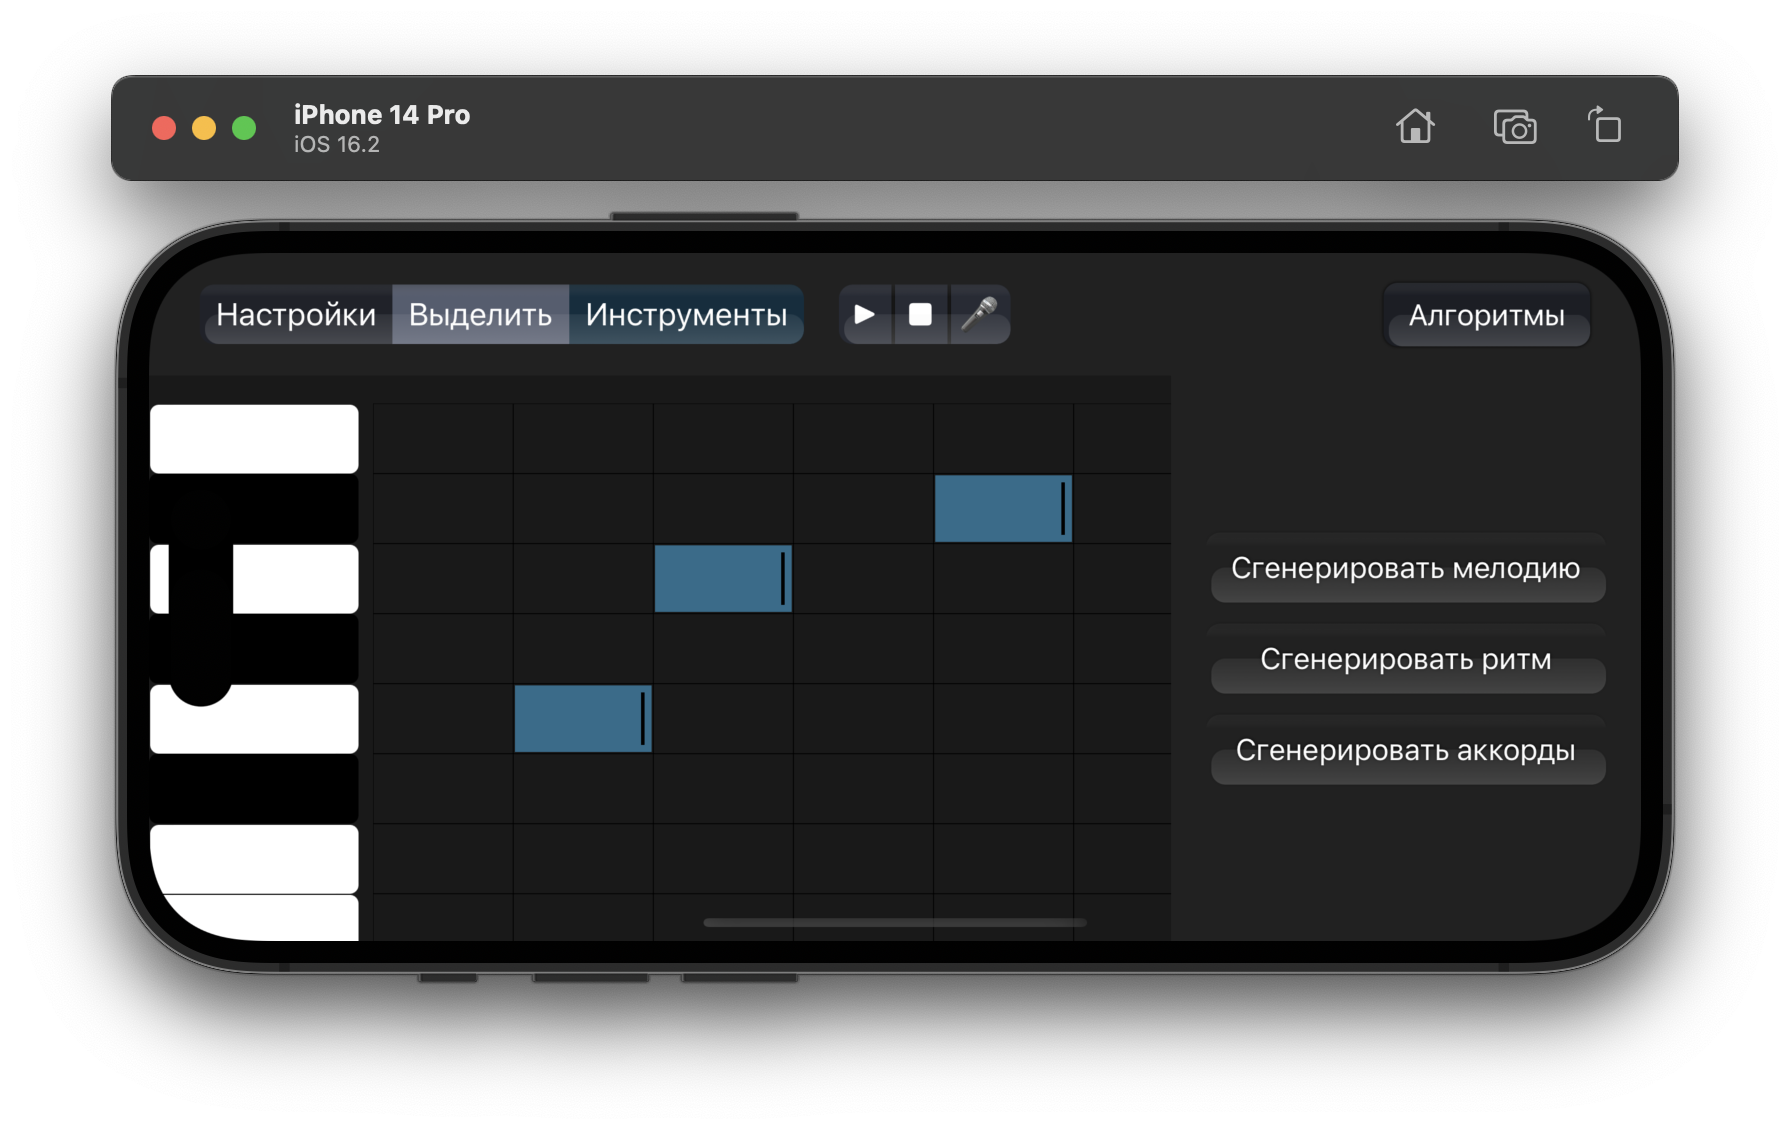 iPhone 14 Pro
iOS 16.2
Настройки Выделить Инструменты Алгоритмы
Сгенерировать мелодию
Сгенерировать ритм
Сгенерировать аккорды